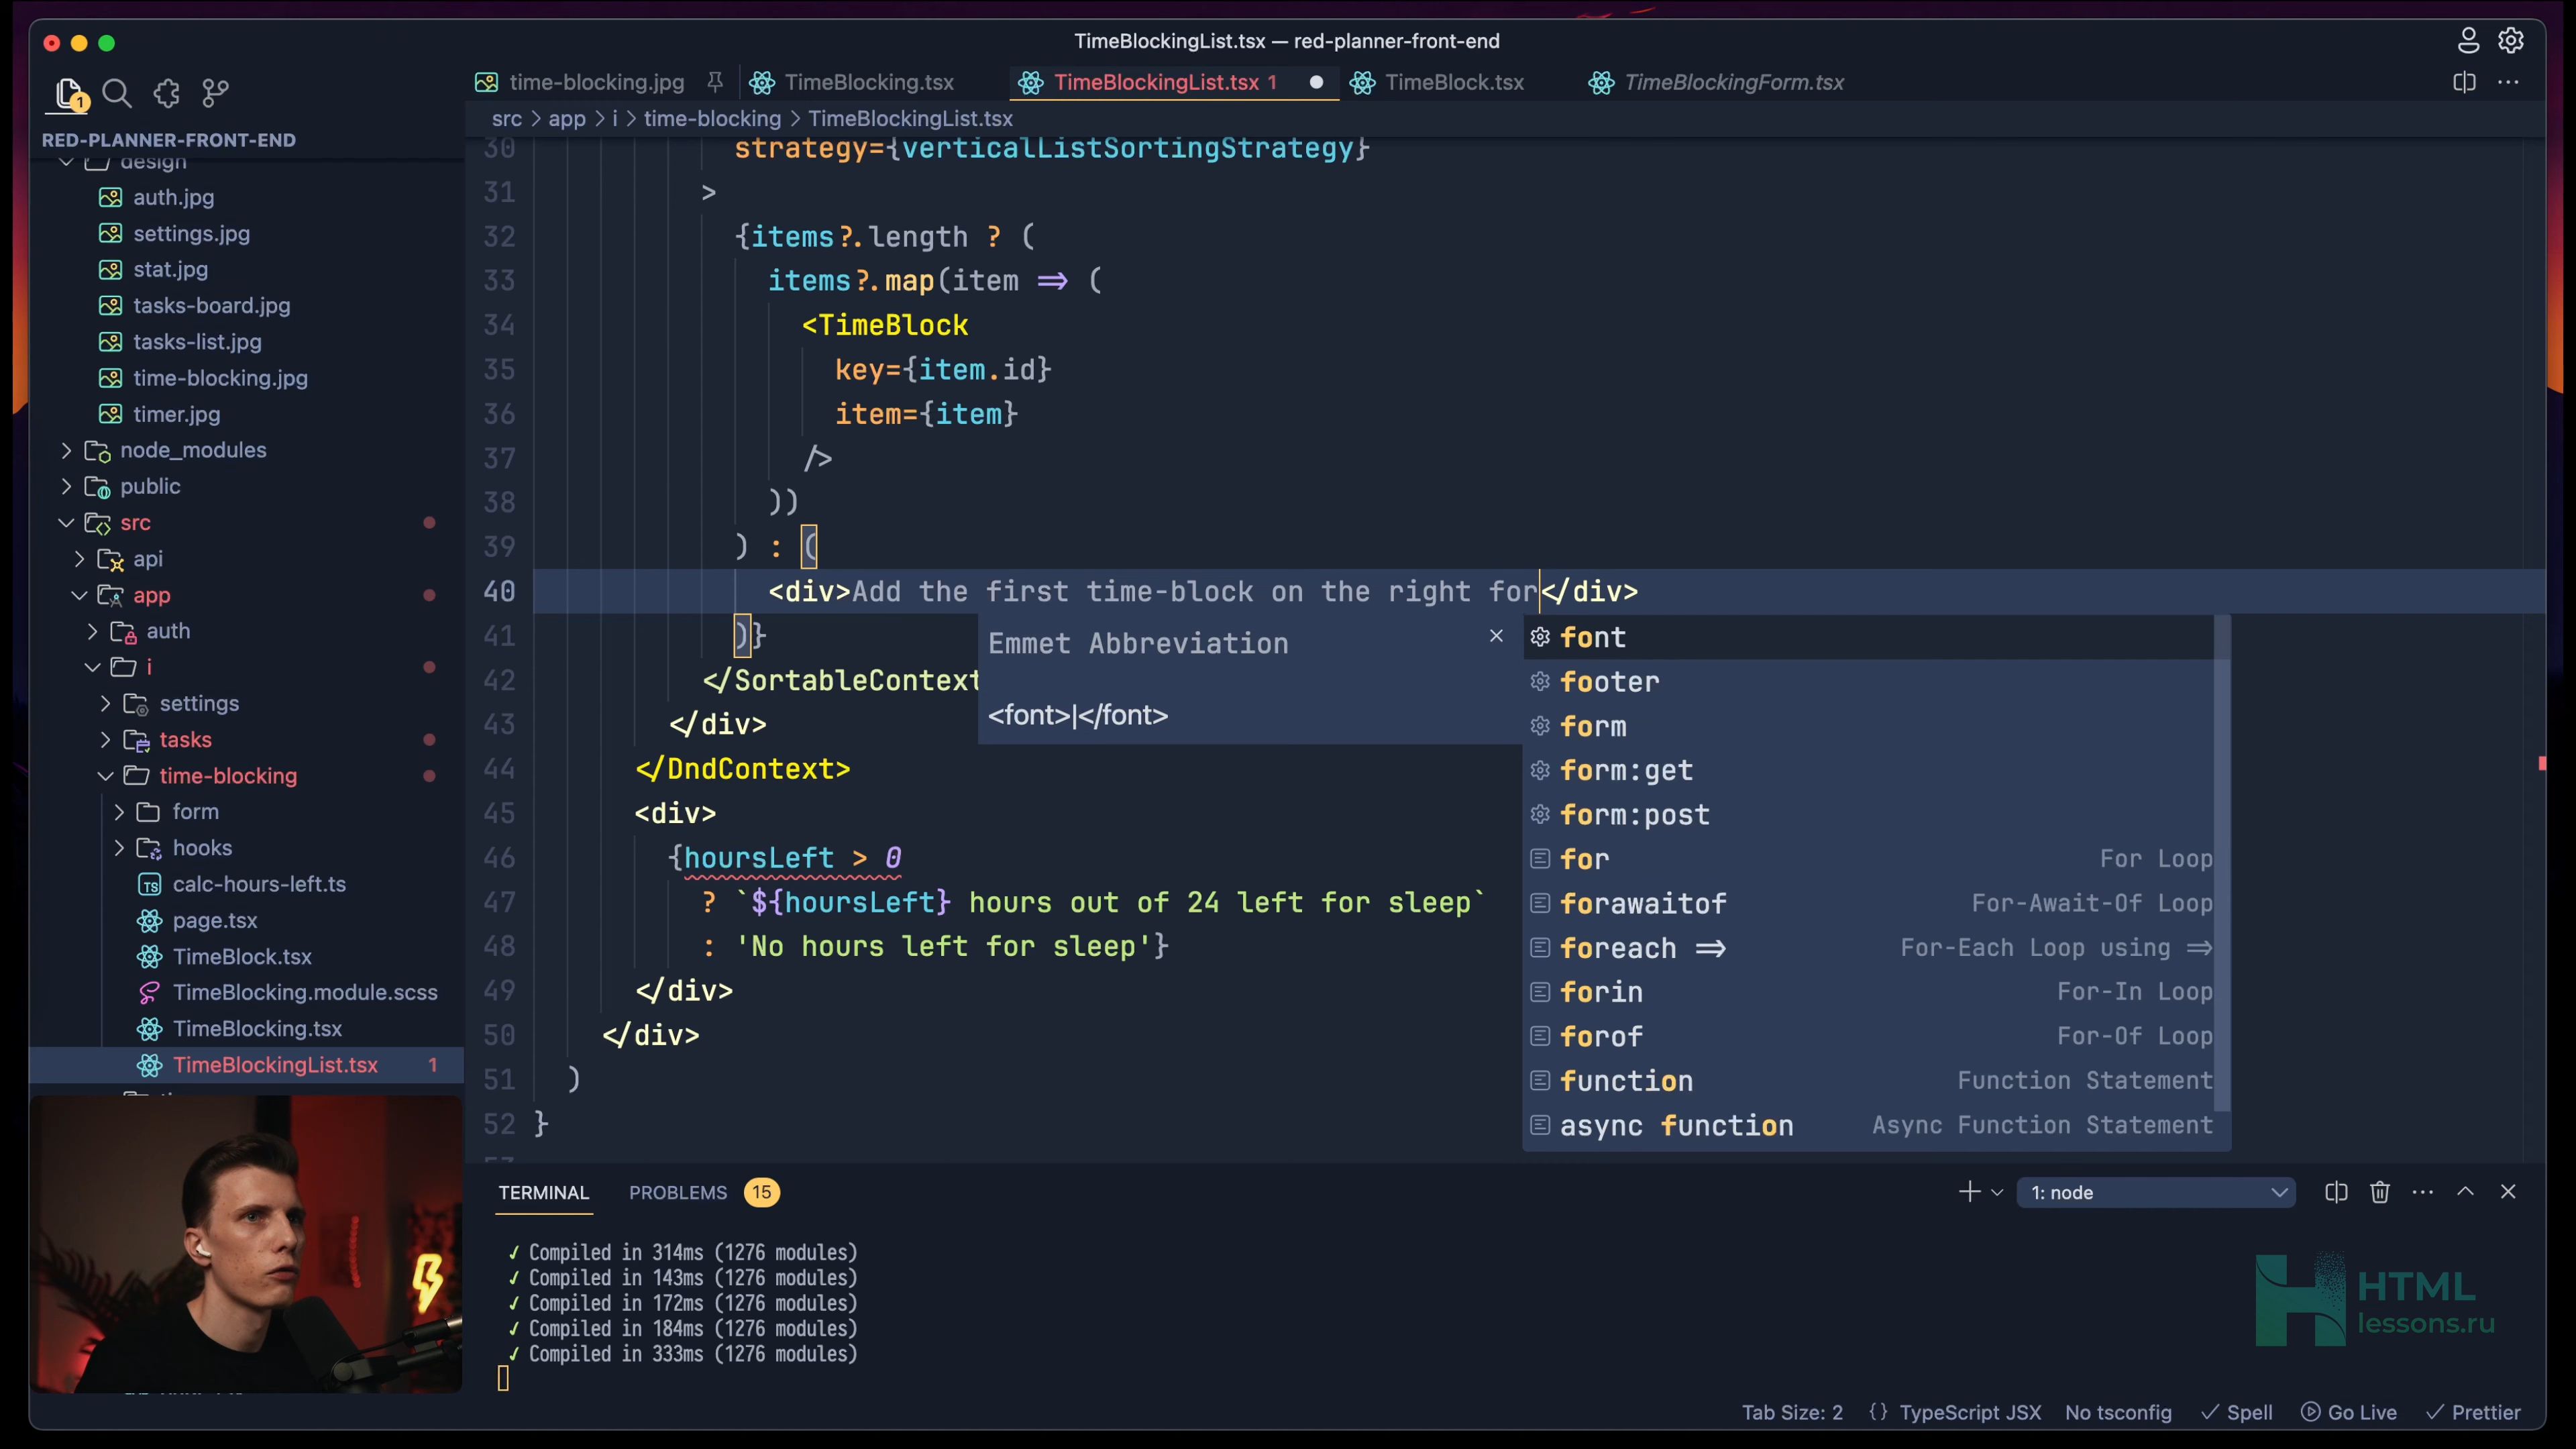 TimeBlockingList.tsx — red-planner-front-end
1
time-blocking.jpg
TimeBlocking.tsx
TimeBlockingList.tsx 1
TimeBlock.tsx
TimeBlockingForm.tsx
src > app > i > time-blocking > TimeBlockingList.tsx
RED-PLANNER-FRONT-END
design
auth.jpg
settings.jpg
stat.jpg
tasks-board.jpg
tasks-list.jpg
time-blocking.jpg
timer.jpg
node_modules
public
src
api
app
auth
i
settings
tasks
time-blocking
form
hooks
TS calc-hours-left.ts
page.tsx
TimeBlock.tsx
TimeBlocking.module.scss
TimeBlocking.tsx
TimeBlockingList.tsx 1
30 strategy={verticalListSortingStrategy}
31 >
32 {items?.length ? (
33 items?.map(item => (
34 <TimeBlock
35 key={item.id}
36 item={item}
37 />
38 ))
39 ) : (
40 <div>Add the first time-block on the right for</div>
41 )}
42 </SortableContext
43 </div>
44 </DndContext>
45 <div>
46 {hoursLeft > 0
47 ? `${hoursLeft} hours out of 24 left for sleep`
48 : 'No hours left for sleep'}
49 </div>
50 </div>
51 )
52 }
Emmet Abbreviation
<font>|</font>
font
footer
form
form:get
form:post
for For Loop
forawaitof For-Await-Of Loop
foreach => For-Each Loop using =>
forin For-In Loop
forof For-Of Loop
function Function Statement
async function Async Function Statement
TERMINAL
PROBLEMS 15
1: node
✓ Compiled in 314ms (1276 modules)
✓ Compiled in 143ms (1276 modules)
✓ Compiled in 172ms (1276 modules)
✓ Compiled in 184ms (1276 modules)
✓ Compiled in 333ms (1276 modules)
HTML
lessons.ru
Tab Size: 2 {} TypeScript JSX No tsconfig ✓ Spell Go Live ✓ Prettier